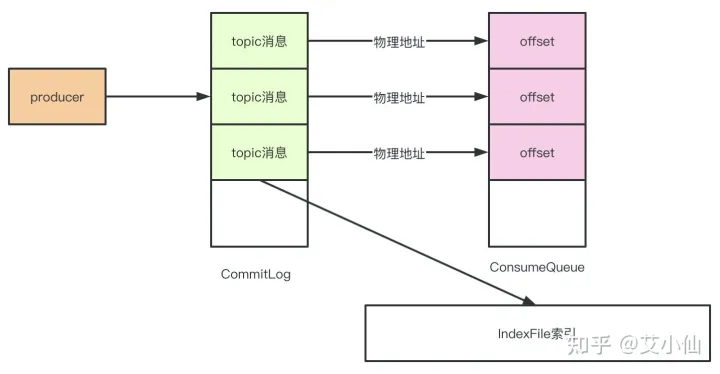 topic消息
物理地址
offset
producer
topic消息
物理地址
offset
topic消息
物理地址
offset
CommitLog
ConsumeQueue
IndexFile索引
知乎 @艾小仙